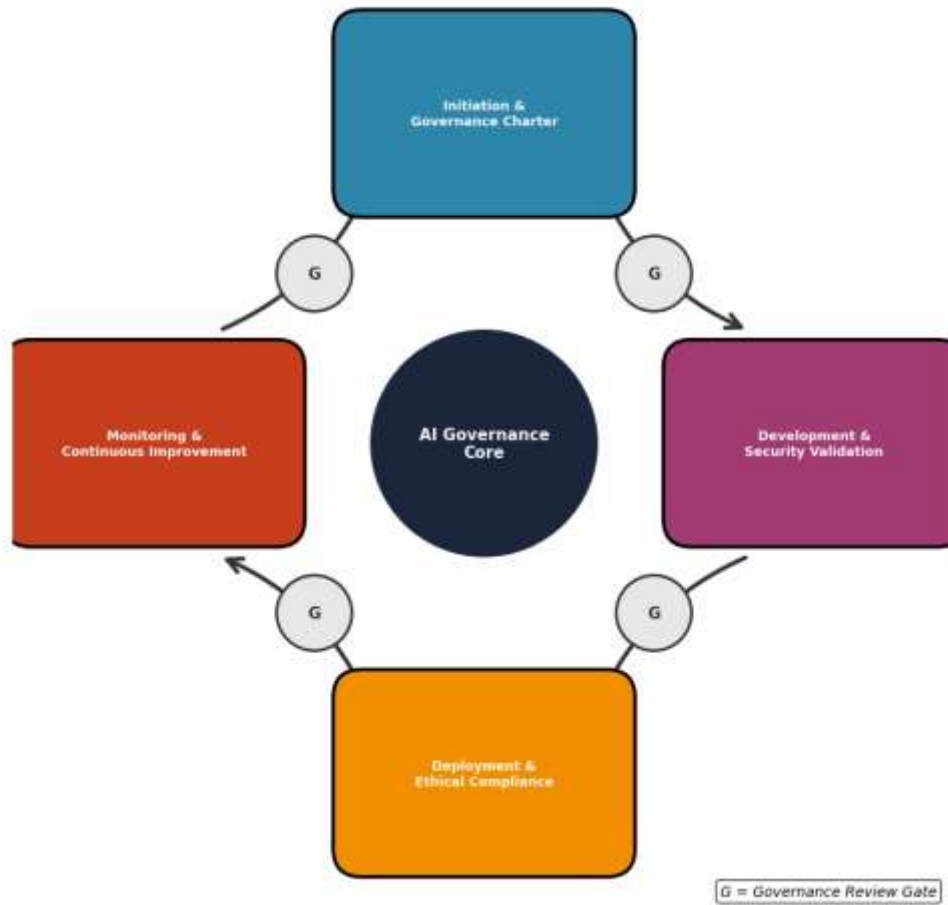 Initiation &
Governance Charter
G
G
Monitoring &
Continuous Improvement
AI Governance
Core
Development &
Security Validation
G
G
Deployment &
Ethical Compliance
G = Governance Review Gate